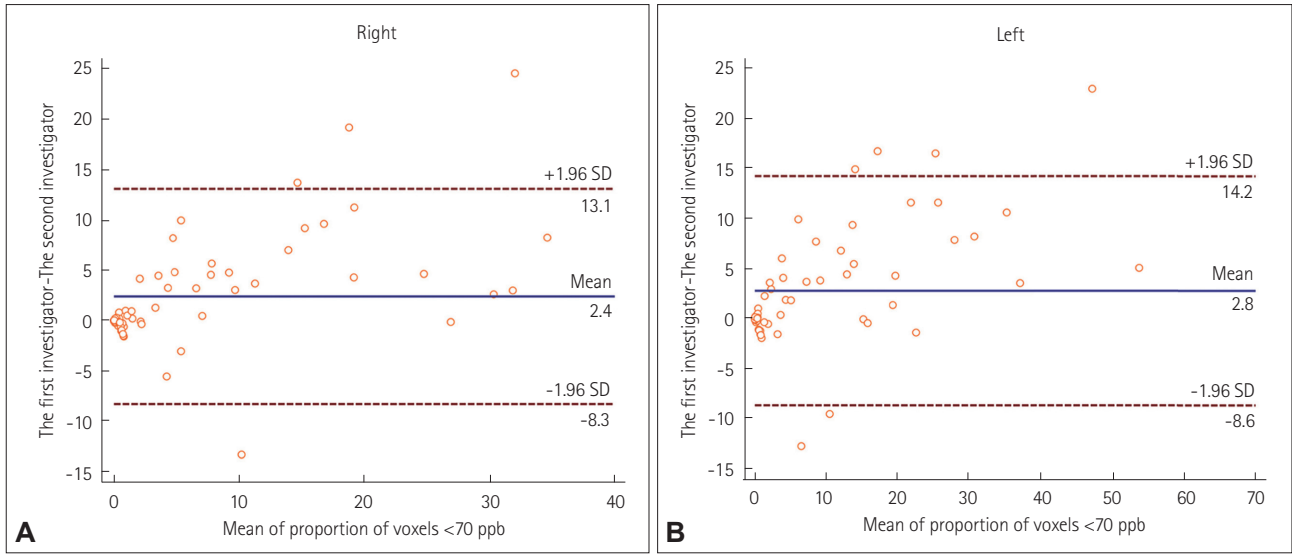 Right
The first investigator-The second investigator
25
20
15
10
5
0
-5
-10
-15
+1.96 SD
13.1
Mean
2.4
-1.96 SD
-8.3
0 10 20 30 40
Mean of proportion of voxels <70 ppb
A
Left
The first investigator-The second investigator
25
20
15
10
5
0
-5
-10
-15
+1.96 SD
14.2
Mean
2.8
-1.96 SD
-8.6
0 10 20 30 40 50 60 70
Mean of proportion of voxels <70 ppb
B